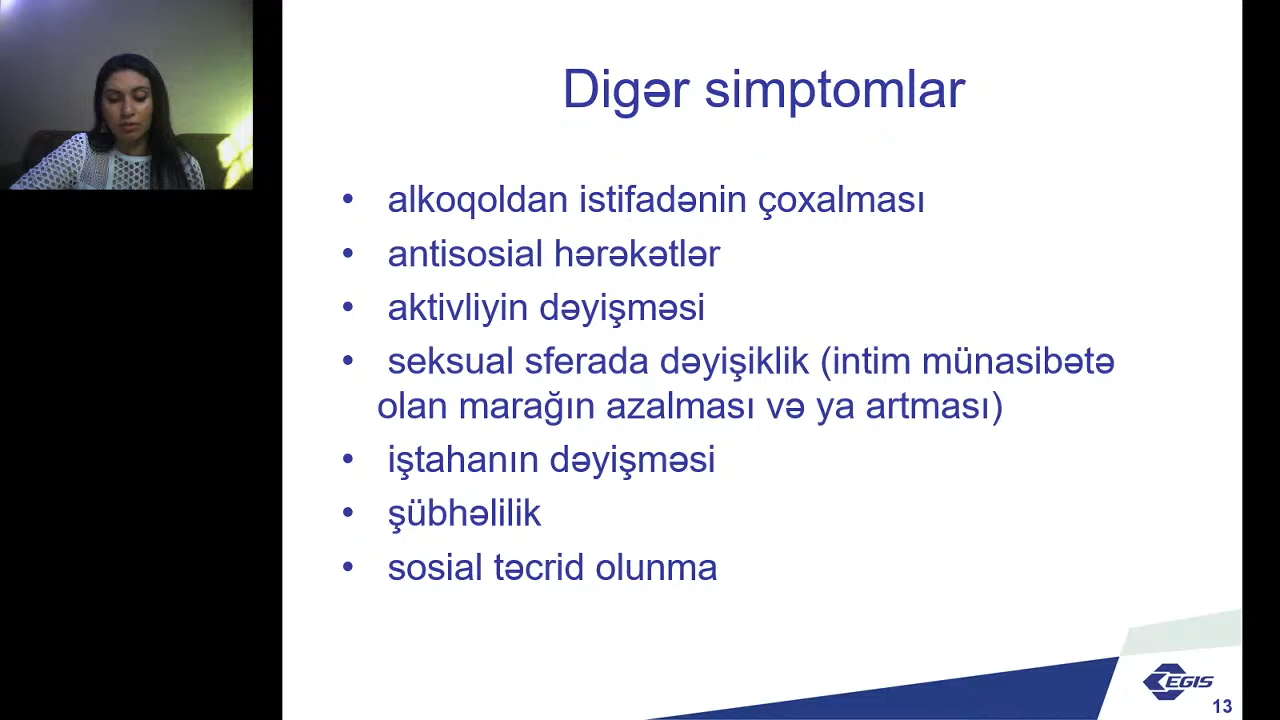 Digər simptomlar
• alkoqoldan istifadənin çoxalması
• antisosial hərəkətlər
• aktivliyin dəyişməsi
• seksual sferada dəyişiklik (intim münasibətə
olan marağın azalması və ya artması)
• iştahanın dəyişməsi
• şübhəlilik
• sosial təcrid olunma
EGIS
13